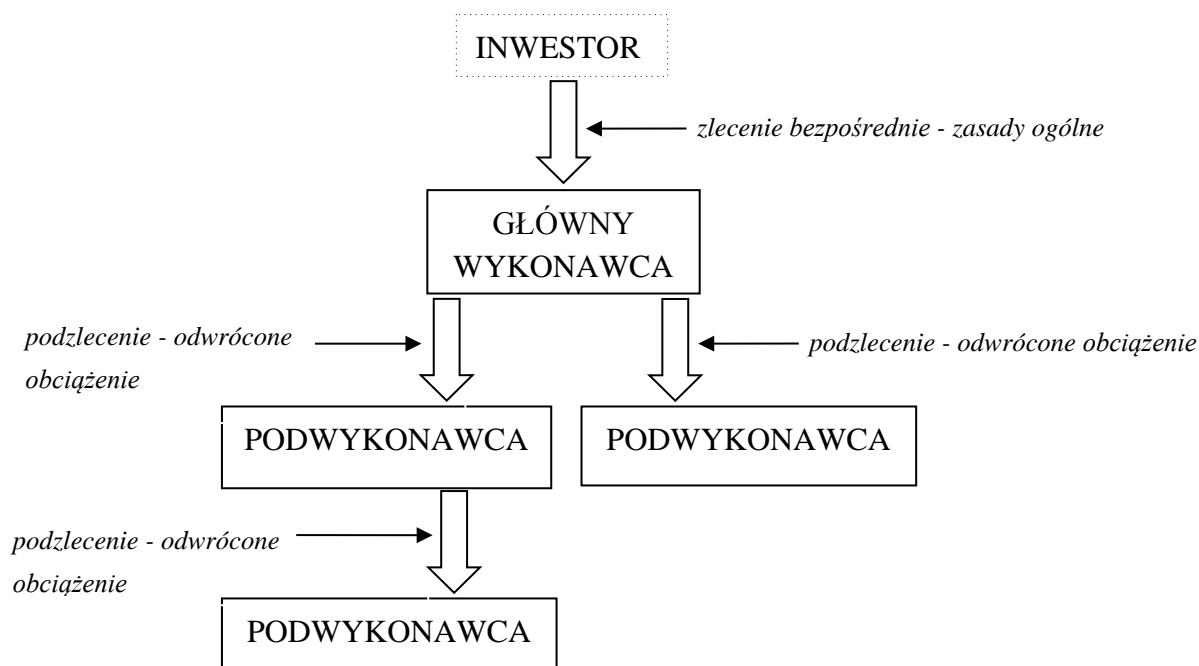 INWESTOR
zlecenie bezpośrednie - zasady ogólne
GŁÓWNY
WYKONAWCA
podzlecenie - odwrócone
obciążenie
podzlecenie - odwrócone obciążenie
PODWYKONAWCA
PODWYKONAWCA
podzlecenie - odwrócone
obciążenie
PODWYKONAWCA